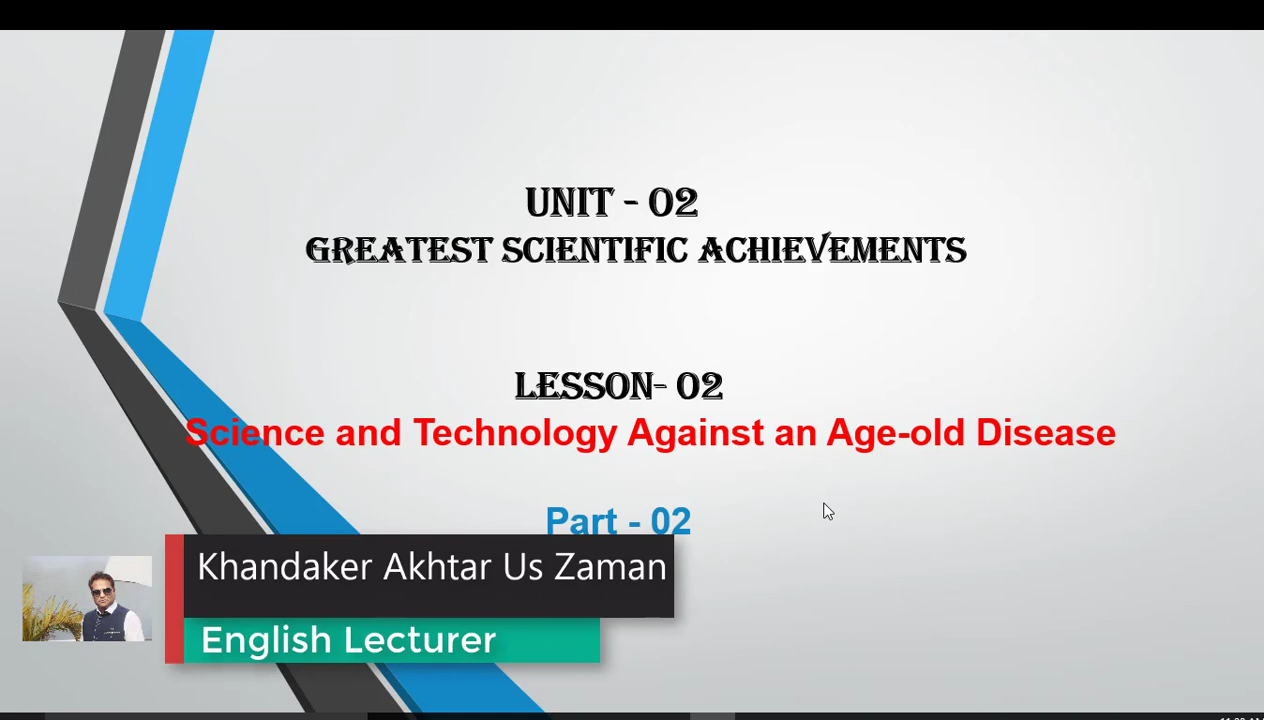 UNIT - 02
GREATEST SCIENTIFIC ACHIEVEMENTS
LESSON- 02
Science and Technology Against an Age-old Disease
Part - 02
Khandaker Akhtar Us Zaman
English Lecturer